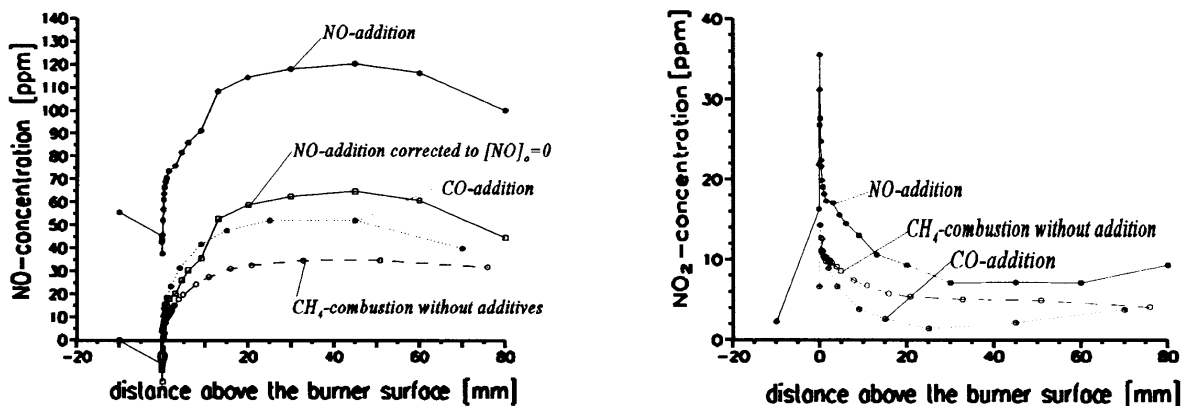 NO-concentration [ppm]
140
130
120
110
100
90
80
70
60
50
40
30
20
10
0
-20
0
20
40
60
80
NO-addition
NO-addition corrected to [NO]o=0
CO-addition
CH4-combustion without additives
distance above the burner surface [mm]
NO2-concentration [ppm]
40
30
20
10
0
-20
0
20
40
60
80
NO-addition
CH4-combustion without addition
CO-addition
distance above the burner surface [mm]